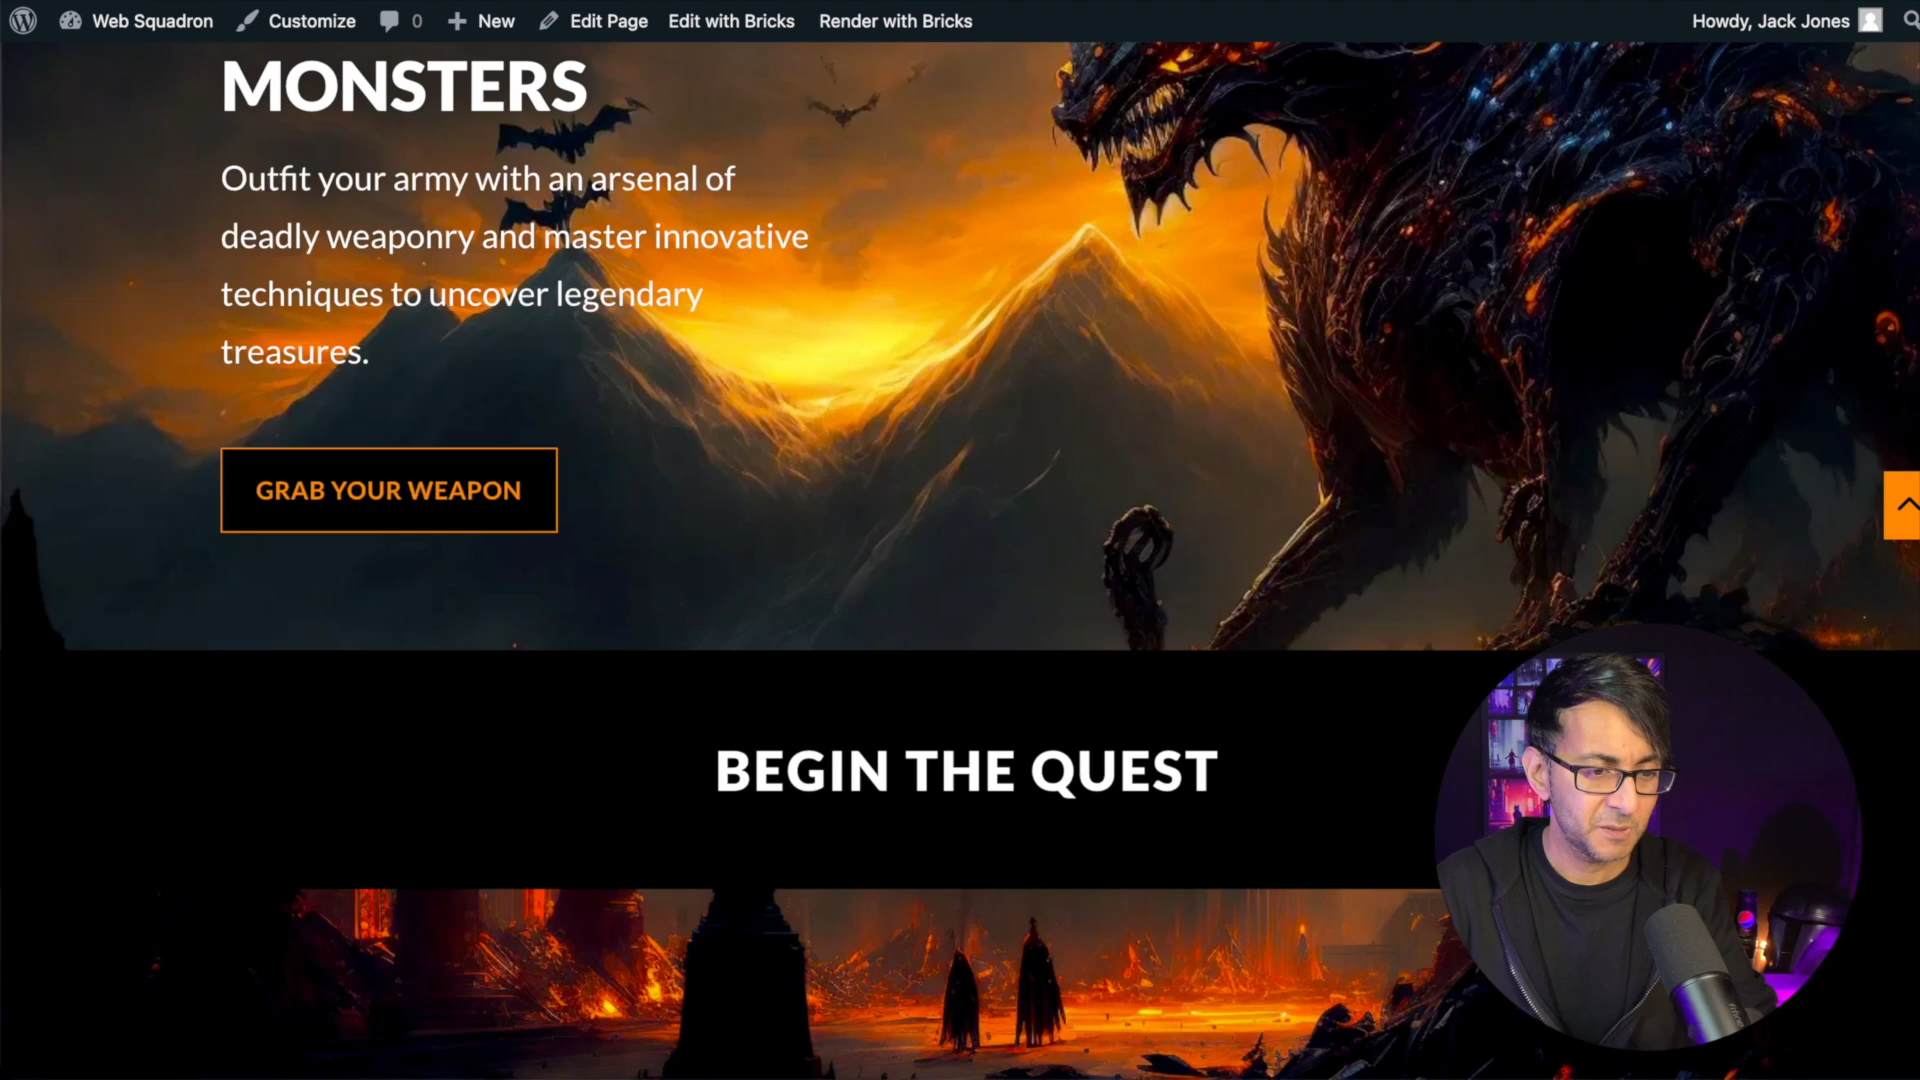 Web Squadron Customize 0 New Edit Page Edit with Bricks Render with Bricks Howdy, Jack Jones
MONSTERS
Outfit your army with an arsenal of
deadly weaponry and master innovative
techniques to uncover legendary
treasures.
GRAB YOUR WEAPON
BEGIN THE QUEST